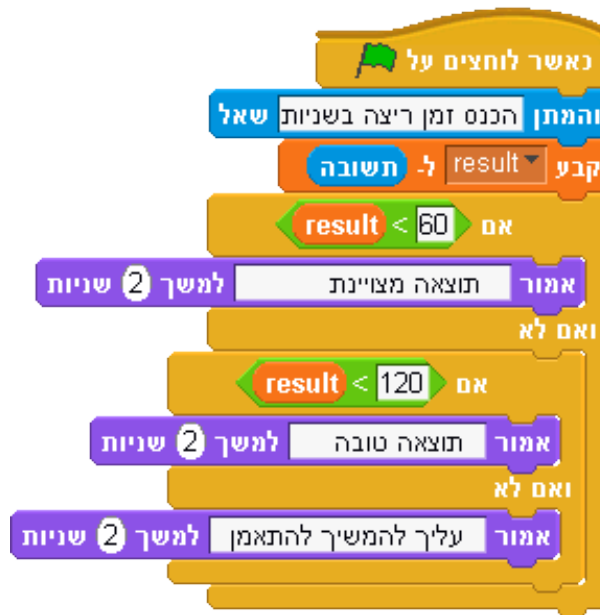 כאשר לוחצים על
שאל הכנס זמן ריצה בשניות והמתן
קבע result ל- תשובה
אם result < 60
אמור תוצאה מצויינת למשך 2 שניות
ואם לא
אם result < 120
אמור תוצאה טובה למשך 2 שניות
ואם לא
אמור עליך להמשיך להתאמן למשך 2 שניות